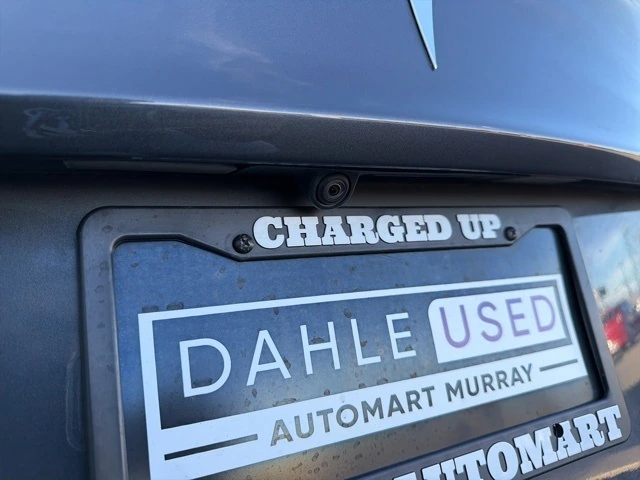 CHARGED UP
DAHLE USED
AUTOMART MURRAY
AUTOMART